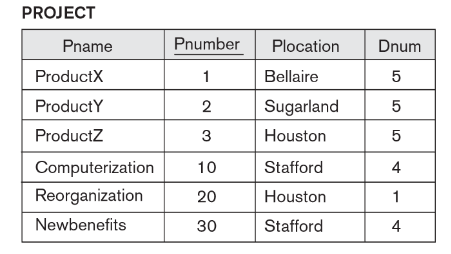 PROJECT
Pname Pnumber Plocation Dnum
ProductX 1 Bellaire 5
ProductY 2 Sugarland 5
ProductZ 3 Houston 5
Computerization 10 Stafford 4
Reorganization 20 Houston 1
Newbenefits 30 Stafford 4